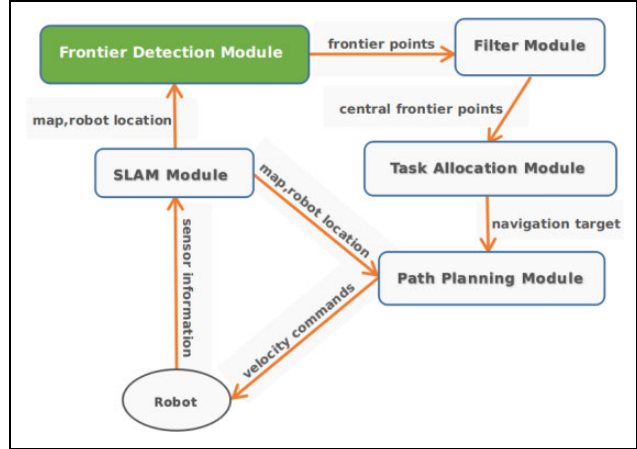 Frontier Detection Module
frontier points
Filter Module
map,robot location
central frontier points
SLAM Module
map,robot location
Task Allocation Module
sensor information
navigation target
Path Planning Module
velocity commands
Robot